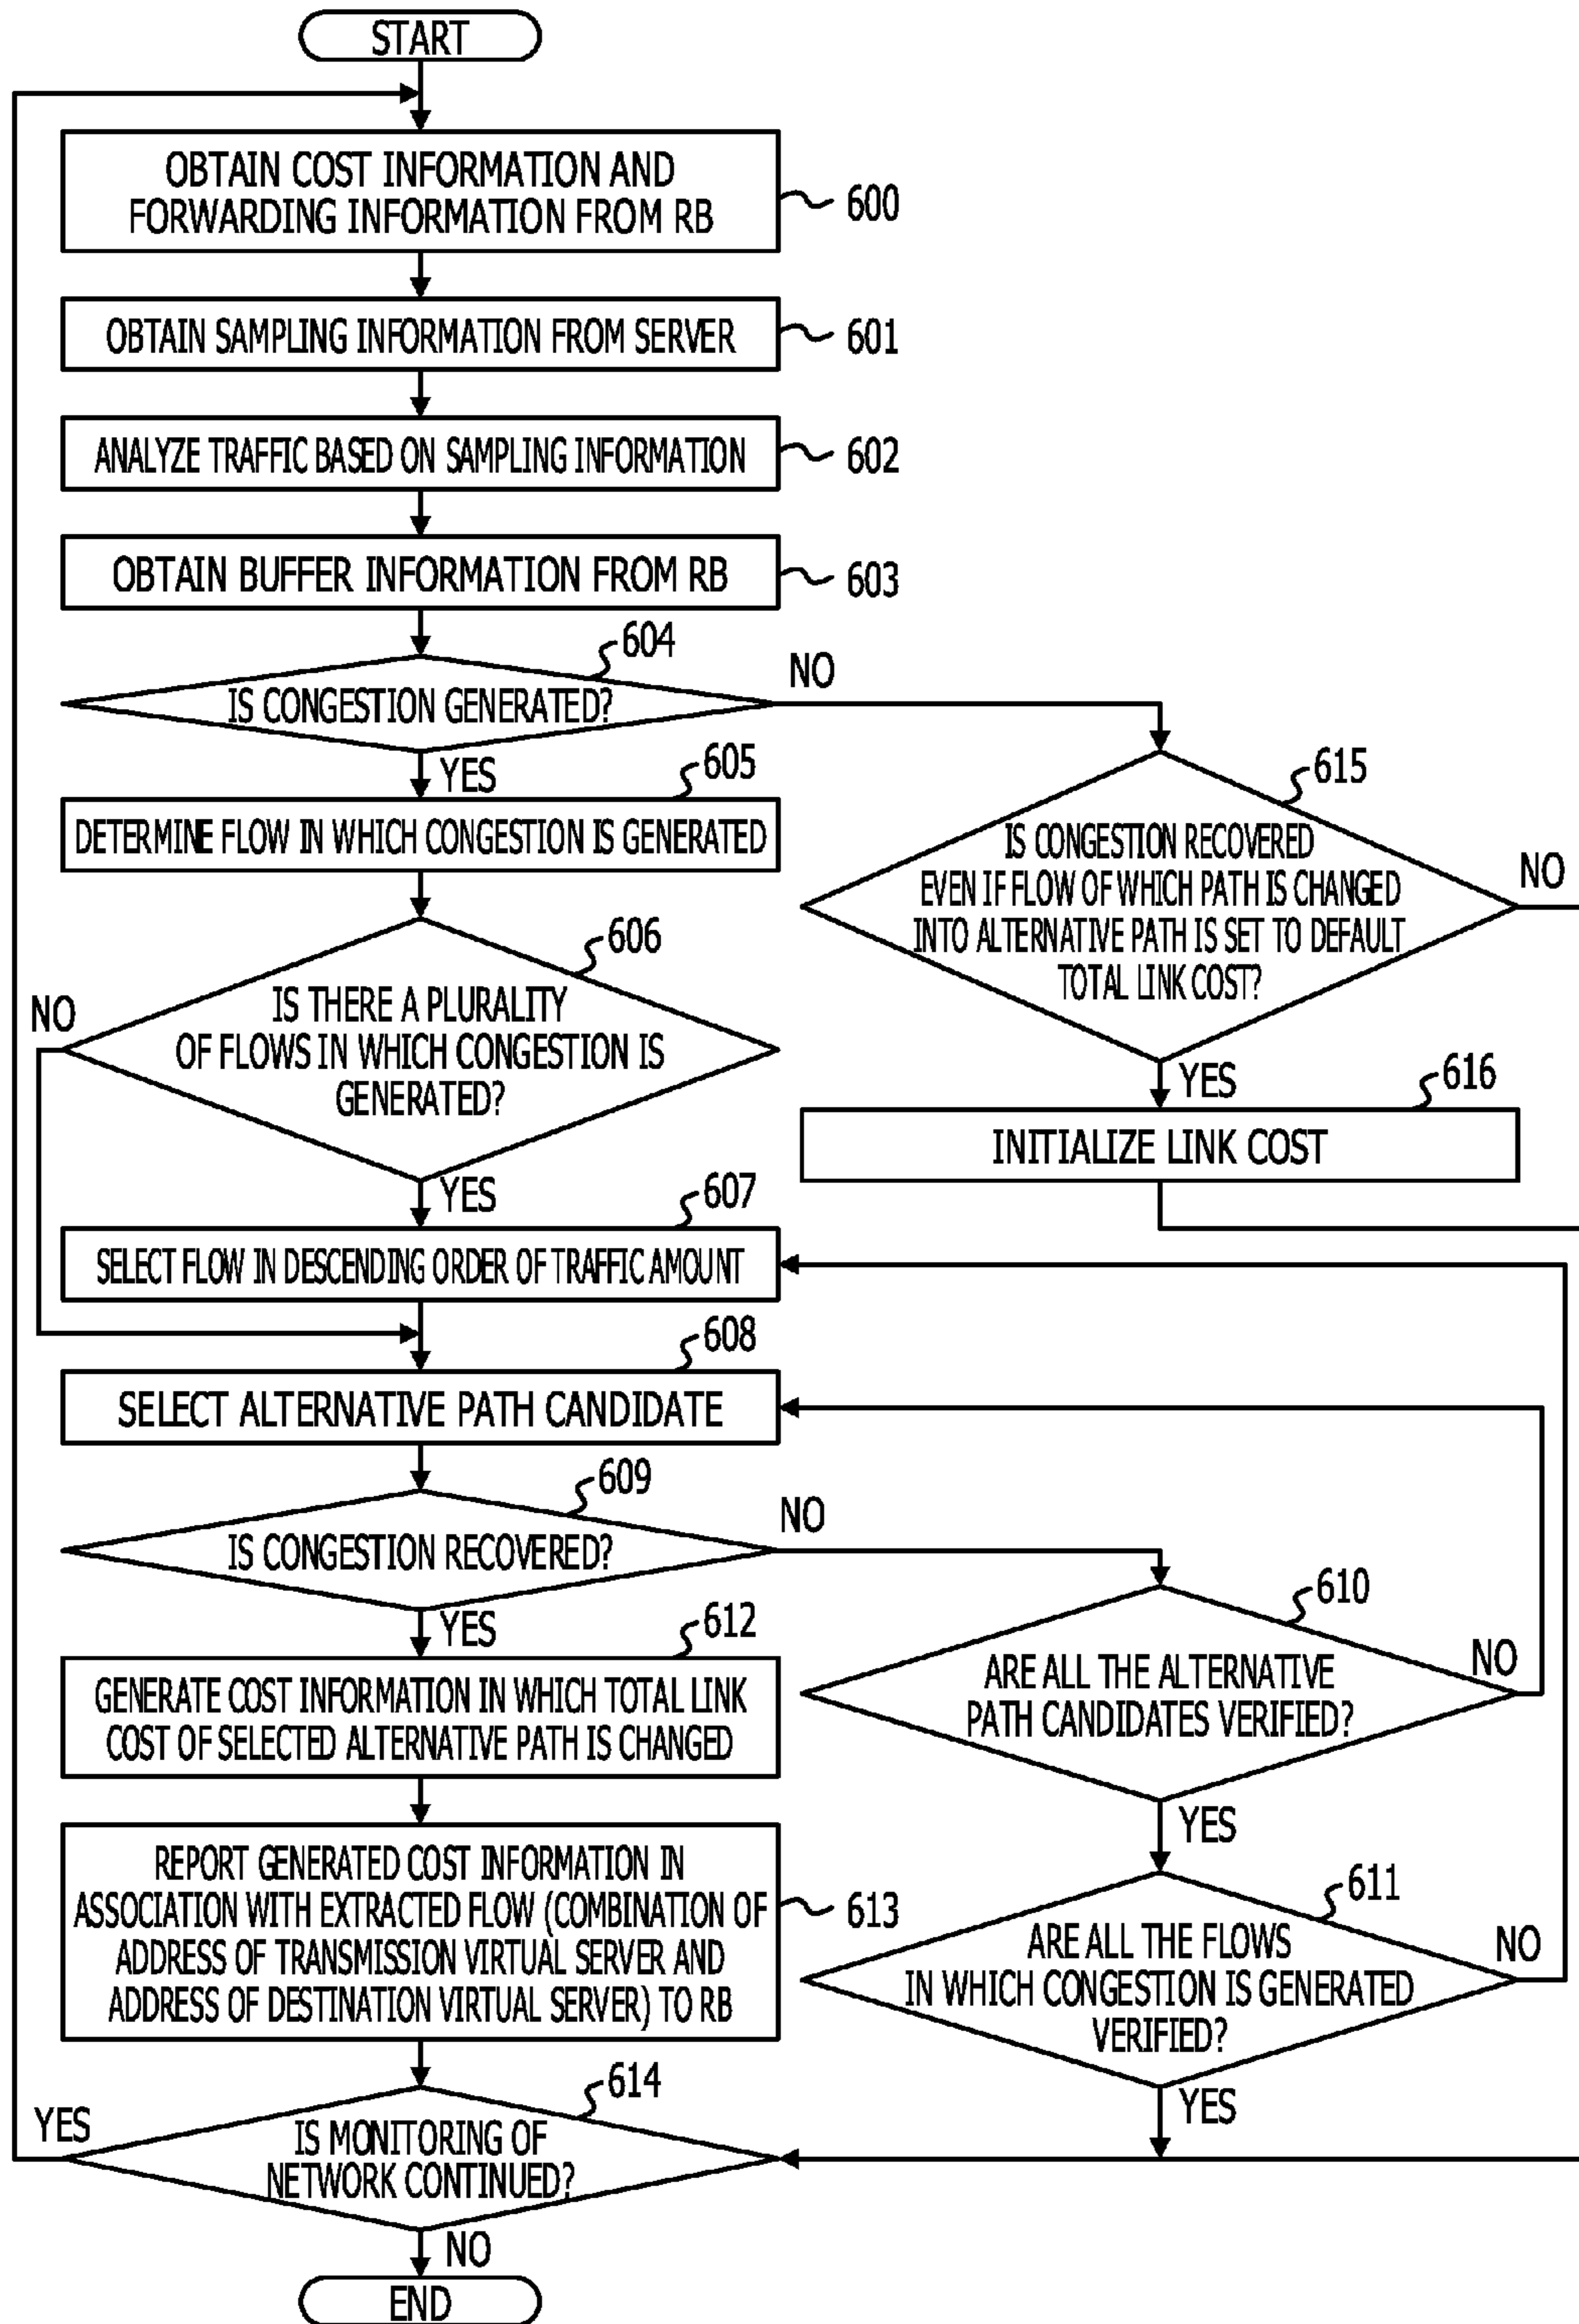 START
OBTAIN COST INFORMATION AND
FORWARDING INFORMATION FROM RB
600
OBTAIN SAMPLING INFORMATION FROM SERVER
601
ANALYZE TRAFFIC BASED ON SAMPLING INFORMATION
602
OBTAIN BUFFER INFORMATION FROM RB
603
604
IS CONGESTION GENERATED?
NO
YES
605
DETERMINE FLOW IN WHICH CONGESTION IS GENERATED
615
IS CONGESTION RECOVERED
EVEN IF FLOW OF WHICH PATH IS CHANGED
INTO ALTERNATIVE PATH IS SET TO DEFAULT
TOTAL LINK COST?
NO
YES
616
INITIALIZE LINK COST
606
IS THERE A PLURALITY
OF FLOWS IN WHICH CONGESTION IS
GENERATED?
NO
YES
607
SELECT FLOW IN DESCENDING ORDER OF TRAFFIC AMOUNT
608
SELECT ALTERNATIVE PATH CANDIDATE
609
IS CONGESTION RECOVERED?
NO
YES
610
ARE ALL THE ALTERNATIVE
PATH CANDIDATES VERIFIED?
NO
YES
611
ARE ALL THE FLOWS
IN WHICH CONGESTION IS GENERATED
VERIFIED?
NO
YES
612
GENERATE COST INFORMATION IN WHICH TOTAL LINK
COST OF SELECTED ALTERNATIVE PATH IS CHANGED
REPORT GENERATED COST INFORMATION IN
ASSOCIATION WITH EXTRACTED FLOW (COMBINATION OF
ADDRESS OF TRANSMISSION VIRTUAL SERVER AND
ADDRESS OF DESTINATION VIRTUAL SERVER) TO RB
613
614
IS MONITORING OF
NETWORK CONTINUED?
YES
NO
END